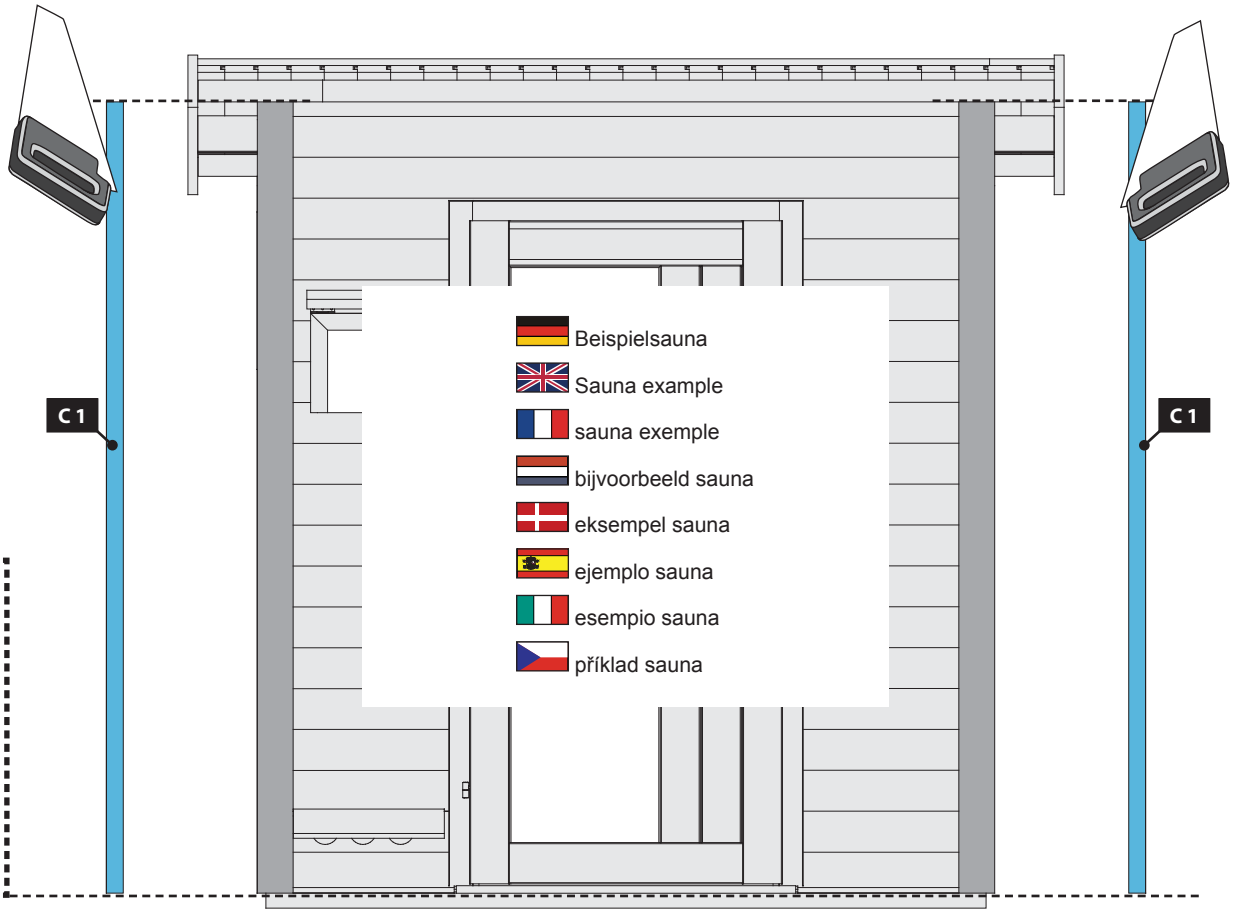 Beispielsauna
Sauna example
sauna exemple
C 1
C 1
bijvoorbeeld sauna
eksempel sauna
ejemplo sauna
esempio sauna
příklad sauna